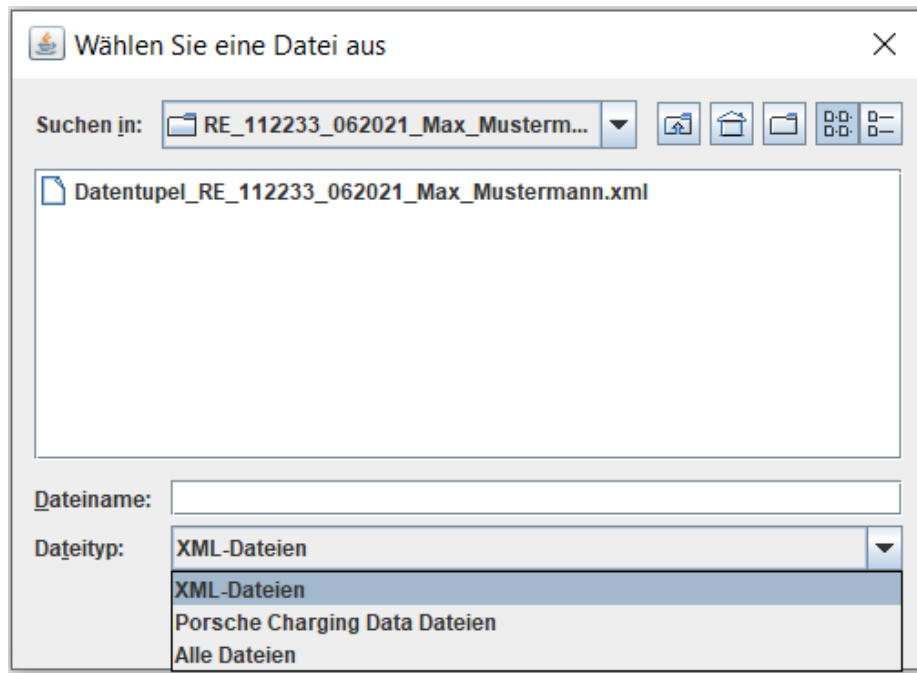 Wählen Sie eine Datei aus
Suchen in: RE_112233_062021_Max_Musterm...
Datentupel_RE_112233_062021_Max_Mustermann.xml
Dateiname:
Dateityp: XML-Dateien
XML-Dateien
Porsche Charging Data Dateien
Alle Dateien